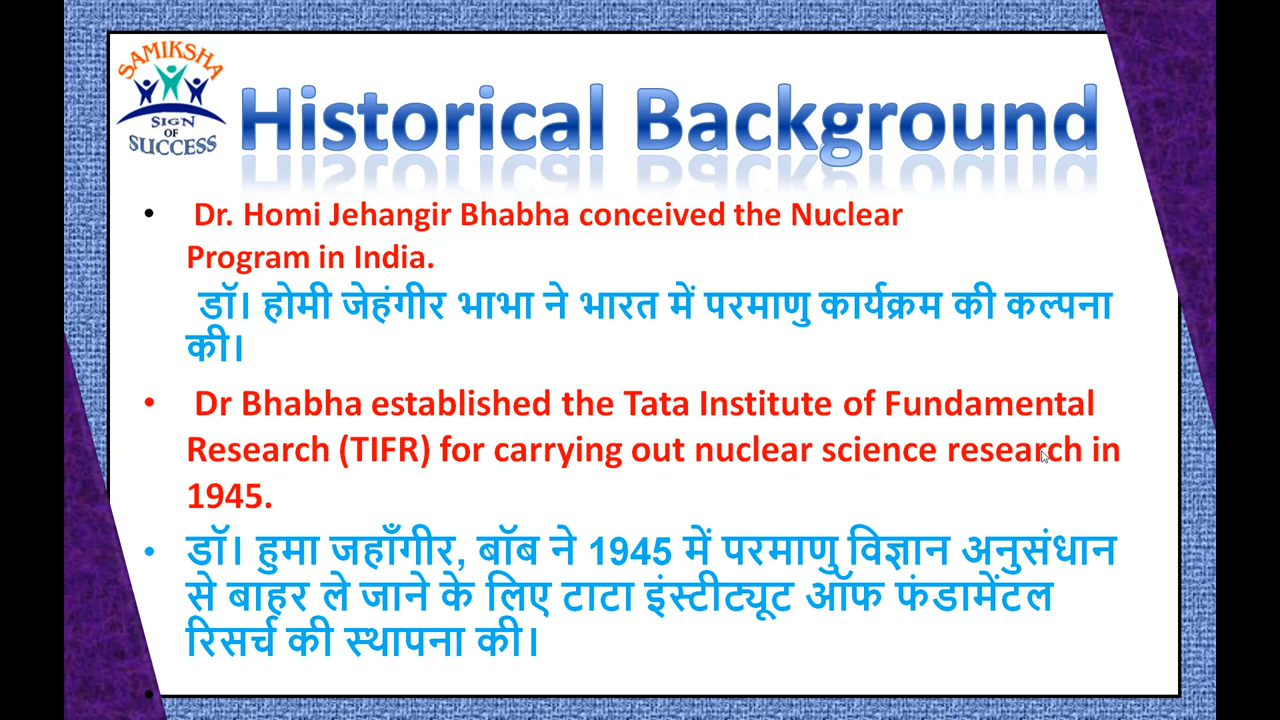 SAMIKSHA
SIGN
OF
SUCCESS
Historical Background
• Dr. Homi Jehangir Bhabha conceived the Nuclear
Program in India.
डॉ। होमी जेहंगीर भाभा ने भारत में परमाणु कार्यक्रम की कल्पना
की।
• Dr Bhabha established the Tata Institute of Fundamental
Research (TIFR) for carrying out nuclear science research in
1945.
• डॉ। हुमा जहाँगीर, बॉब ने 1945 में परमाणु विज्ञान अनुसंधान
से बाहर ले जाने के लिए टाटा इंस्टीट्यूट ऑफ फंडामेंटल
रिसर्च की स्थापना की।
•